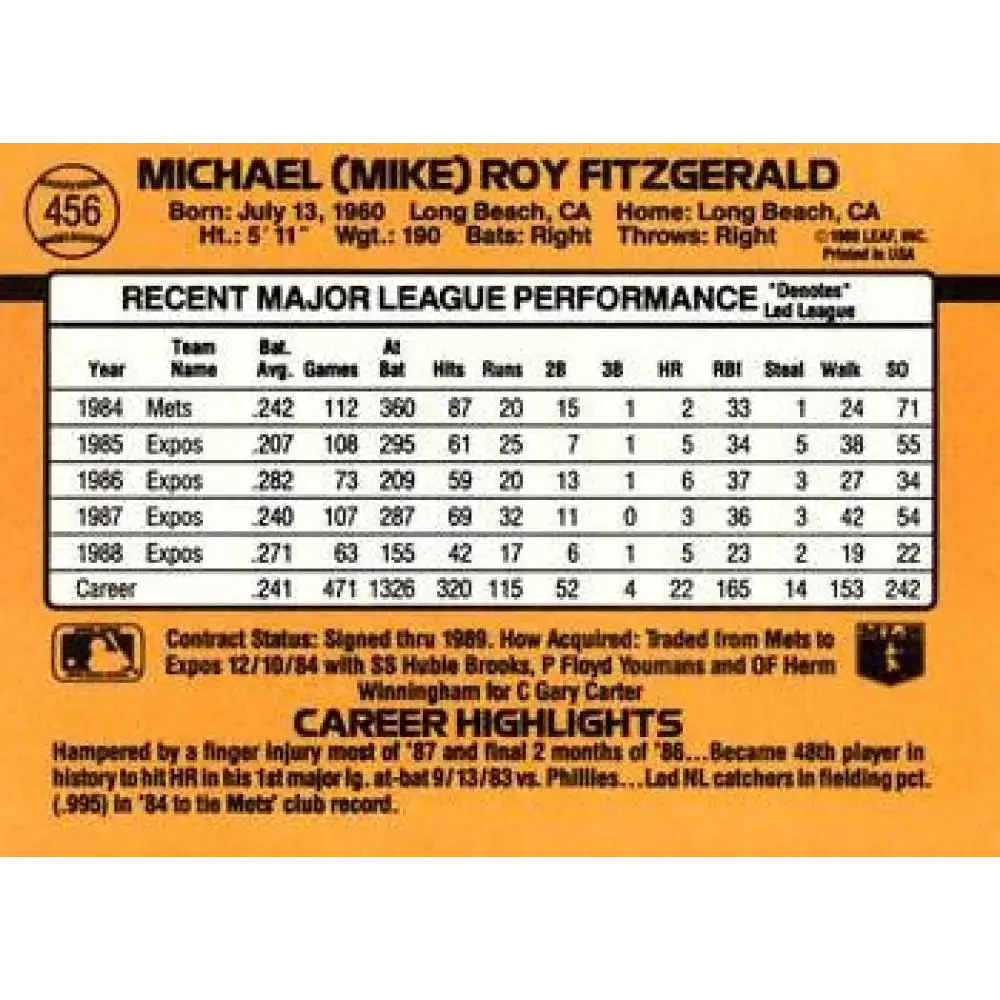 456
MICHAEL (MIKE) ROY FITZGERALD
Born: July 13, 1960 Long Beach, CA Home: Long Beach, CA
Ht.: 5' 11" Wgt.: 190 Bats: Right Throws: Right
LEAF, INC.
Printed in USA
RECENT MAJOR LEAGUE PERFORMANCE
"Denotes"
Led League
Year Team Name Bat. Avg. Games At Bat Hits Runs 2B 3B HR RBI Steal Walk SO
1984 Mets .242 112 360 87 20 15 1 2 33 1 24 71
1985 Expos .207 108 295 61 25 7 1 5 34 5 38 55
1986 Expos .282 73 209 59 20 13 1 6 37 3 27 34
1987 Expos .240 107 287 69 32 11 0 3 36 3 42 54
1988 Expos .271 63 155 42 17 6 1 5 23 2 19 22
Career .241 471 1326 320 115 52 4 22 165 14 153 242
Contract Status: Signed thru 1989. How Acquired: Traded from Mets to
Expos 12/10/84 with SS Hubie Brooks, P Floyd Youmans and OF Herm
Winningham for C Gary Carter
CAREER HIGHLIGHTS
Hampered by a finger injury most of '87 and final 2 months of '86...Became 48th player in
history to hit HR in his 1st major lg. at-bat 9/13/83 vs. Phillies...Led NL catchers in fielding pct.
(.995) in '84 to tie Mets' club record.